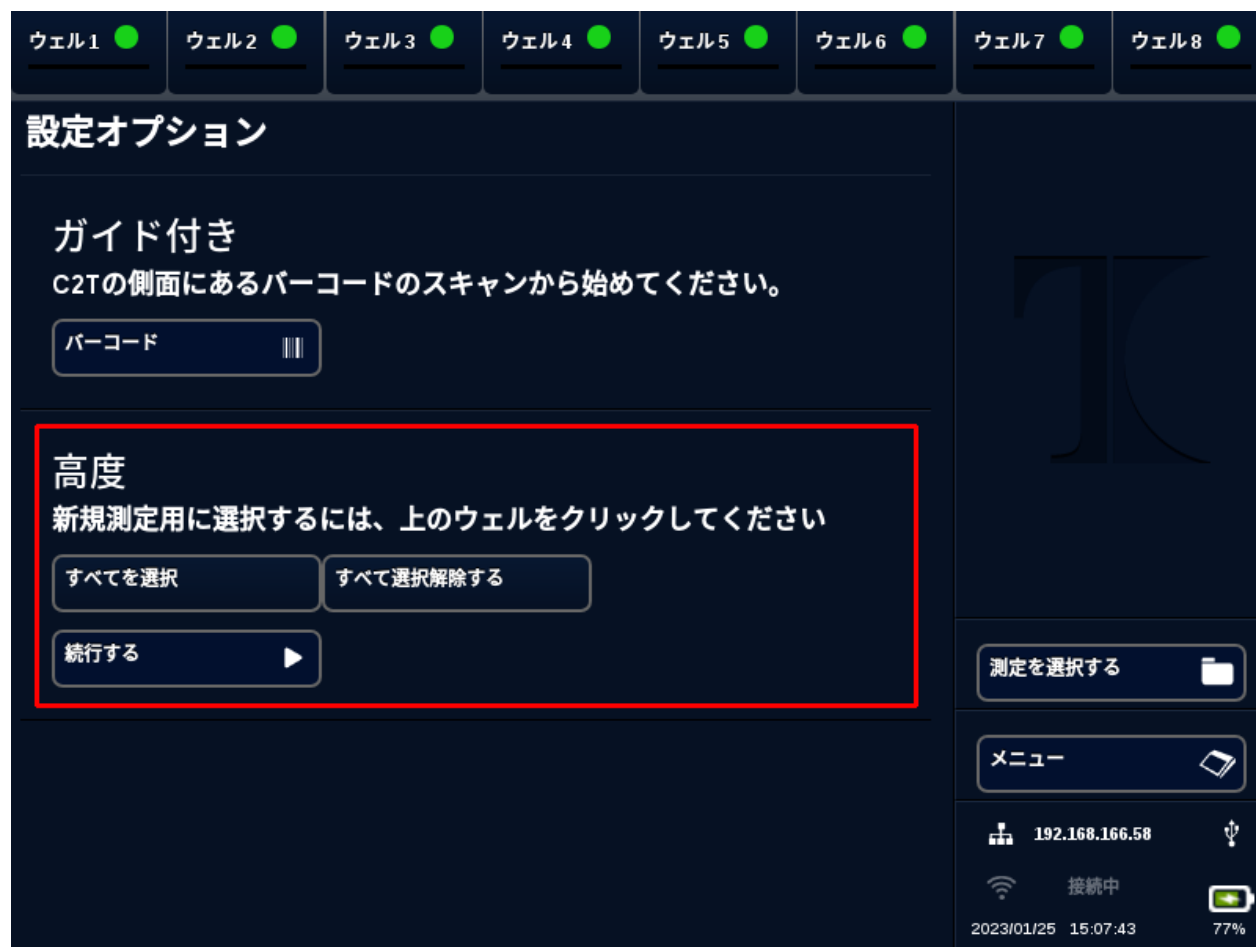 ウェル1 ウェル2 ウェル3 ウェル4 ウェル5 ウェル6 ウェル7 ウェル8
設定オプション
ガイド付き
C2Tの側面にあるバーコードのスキャンから始めてください。
バーコード
高度
新規測定用に選択するには、上のウェルをクリックしてください
すべてを選択 すべて選択解除する
続行する
測定を選択する
メニュー
192.168.166.58
接続中
2023/01/25 15:07:43 77%